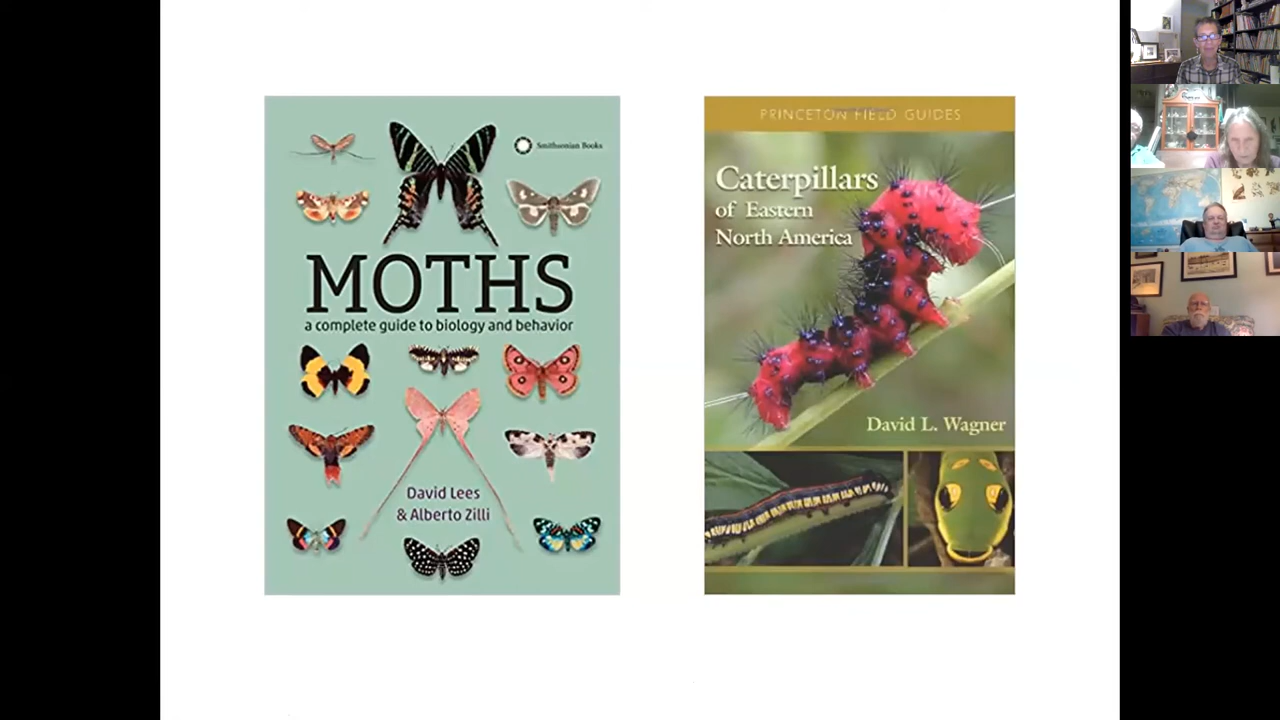 Smithsonian Books
MOTHS
a complete guide to biology and behavior
David Lees
& Alberto Zilli
PRINCETON FIELD GUIDES
Caterpillars
of Eastern
North America
David L. Wagner